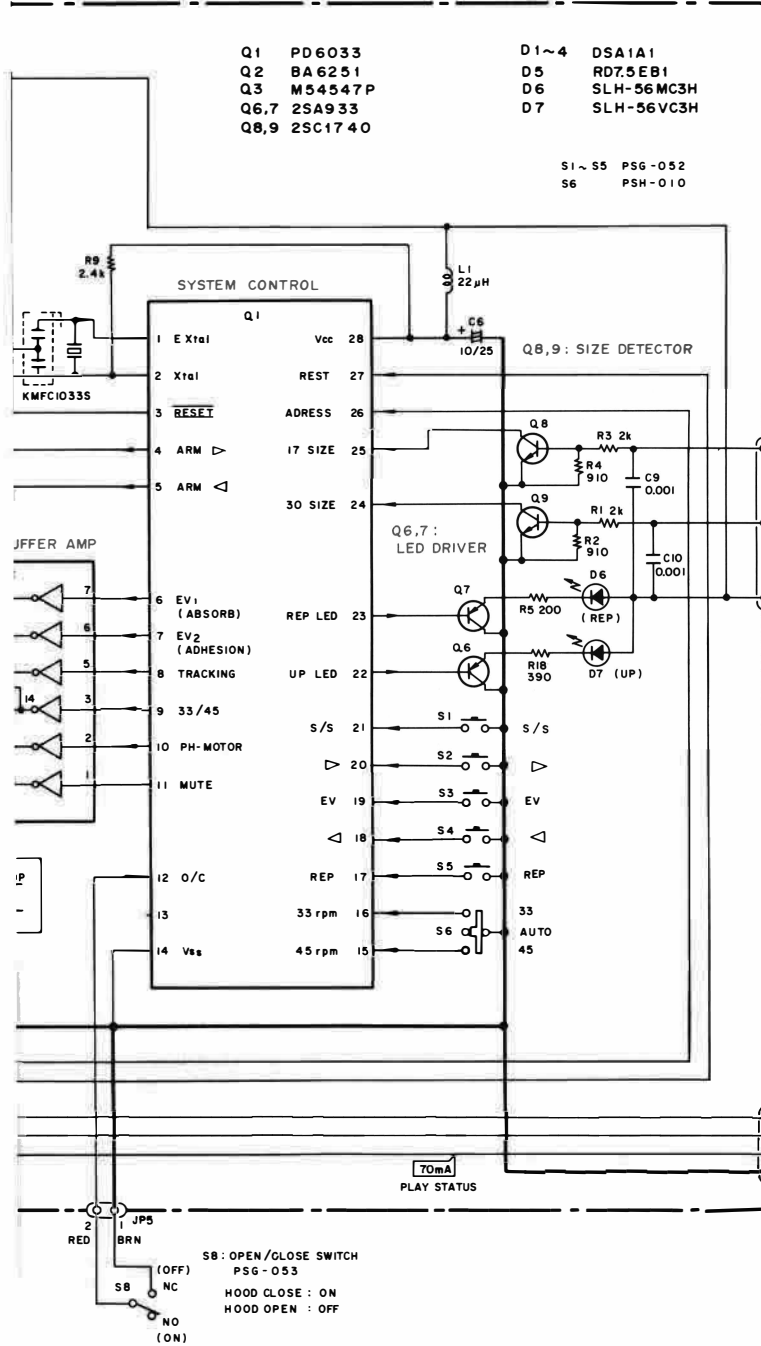 Q1 PD6033
Q2 BA6251
Q3 M54547P
Q6,7 2SA933
Q8,9 2SC1740
D1~4 DSA1A1
D5 RD7.5EB1
D6 SLH-56MC3H
D7 SLH-56VC3H
S1~S5 PSG-052
S6 PSH-010
R9
2.4k
L1
22μH
SYSTEM CONTROL
Q1
+ C6
10/25
Q8,9: SIZE DETECTOR
KMFC1033S
1 EXtal
2 Xtal
3 RESET
4 ARM ▷
5 ARM ◁
6 EV1
(ABSORB)
7 EV2
(ADHESION)
8 TRACKING
9 33/45
10 PH-MOTOR
11 MUTE
12 O/C
13
14 Vss
Vcc 28
REST 27
ADRESS 26
17 SIZE 25
30 SIZE 24
REP LED 23
UP LED 22
S/S 21
▷ 20
EV 19
◁ 18
REP 17
33rpm 16
45rpm 15
Q8
R3 2k
R4
910
C9
0.001
Q9
R1 2k
R2
910
C10
0.001
Q6,7:
LED DRIVER
Q7
R5 200
D6
(REP)
Q6
R18
390
D7 (UP)
S1 S/S
S2 ▷
S3 EV
S4 ◁
S5 REP
33
S6 AUTO
45
UFFER AMP
7
6
5
14 3
2
1
P
70mA
PLAY STATUS
JP5
2 1
RED BRN
S8: OPEN/CLOSE SWITCH
PSG-053
HOOD CLOSE : ON
HOOD OPEN : OFF
(OFF)
NC
S8
NO
(ON)